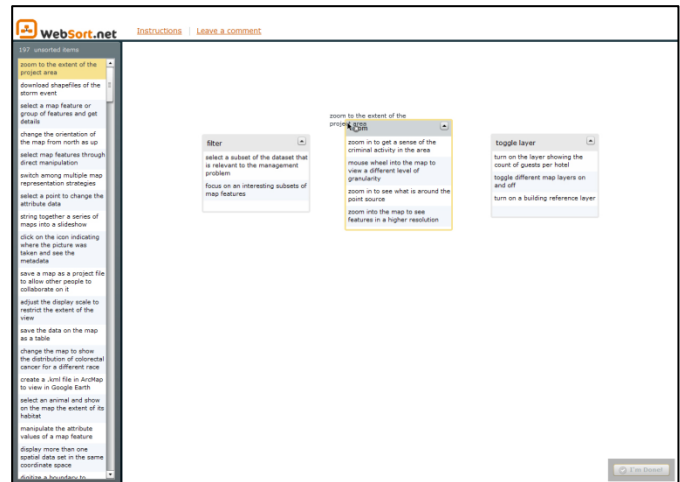 WebSort.net
Instructions | Leave a comment
197 unsorted items
zoom to the extent of the
project area
download shapefiles of the
storm event
select a map feature or
group of features and get
details
change the orientation of
the map from north as up
select map features through
direct manipulation
switch among multiple map
representation strategies
select a point to change the
attribute data
string together a series of
maps into a slideshow
click on the icon indicating
where the picture was
taken and see the
metadata
save a map as a project file
to allow other people to
collaborate on it
adjust the display scale to
restrict the extent of the
view
save the data on the map
as a table
change the map to show
the distribution of colorectal
cancer for a different race
create a .kml file in ArcMap
to view in Google Earth
select an animal and show
on the map the extent of its
habitat
manipulate the attribute
values of a map feature
display more than one
spatial data set in the same
coordinate space
digitize a boundary to
filter
select a subset of the dataset that
is relevant to the management
problem
focus on an interesting subsets of
map features
zoom to the extent of the
project area
zoom in to get a sense of the
criminal activity in the area
mouse wheel into the map to
view a different level of
granularity
zoom in to see what is around the
point source
zoom into the map to see
features in a higher resolution
toggle layer
turn on the layer showing the
count of guests per hotel
toggle different map layers on
and off
turn on a building reference layer
I'm Done!